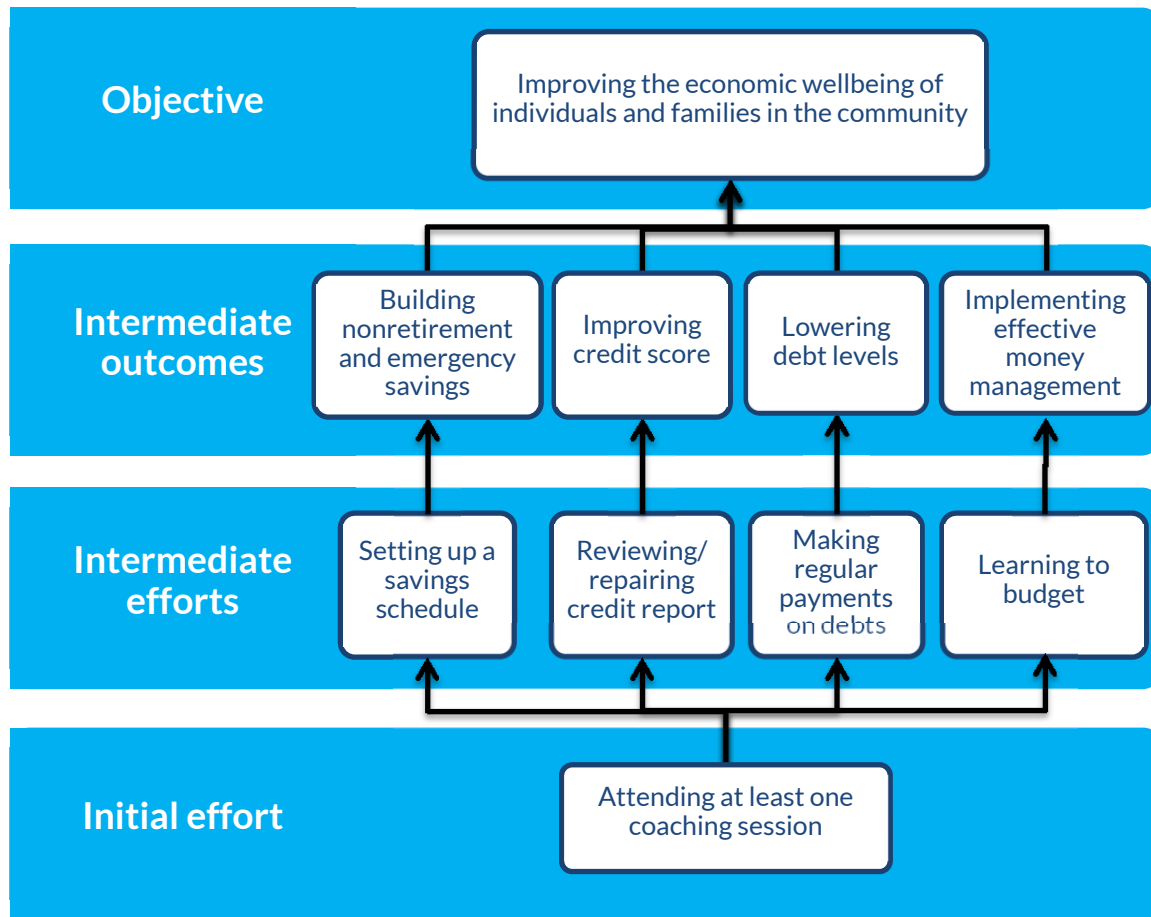 Objective
Improving the economic wellbeing of
individuals and families in the community
Intermediate
outcomes
Building
nonretirement
and emergency
savings
Improving
credit score
Lowering
debt levels
Implementing
effective
money
management
Intermediate
efforts
Setting up a
savings
schedule
Reviewing/
repairing
credit report
Making
regular
payments
on debts
Learning to
budget
Initial effort
Attending at least one
coaching session